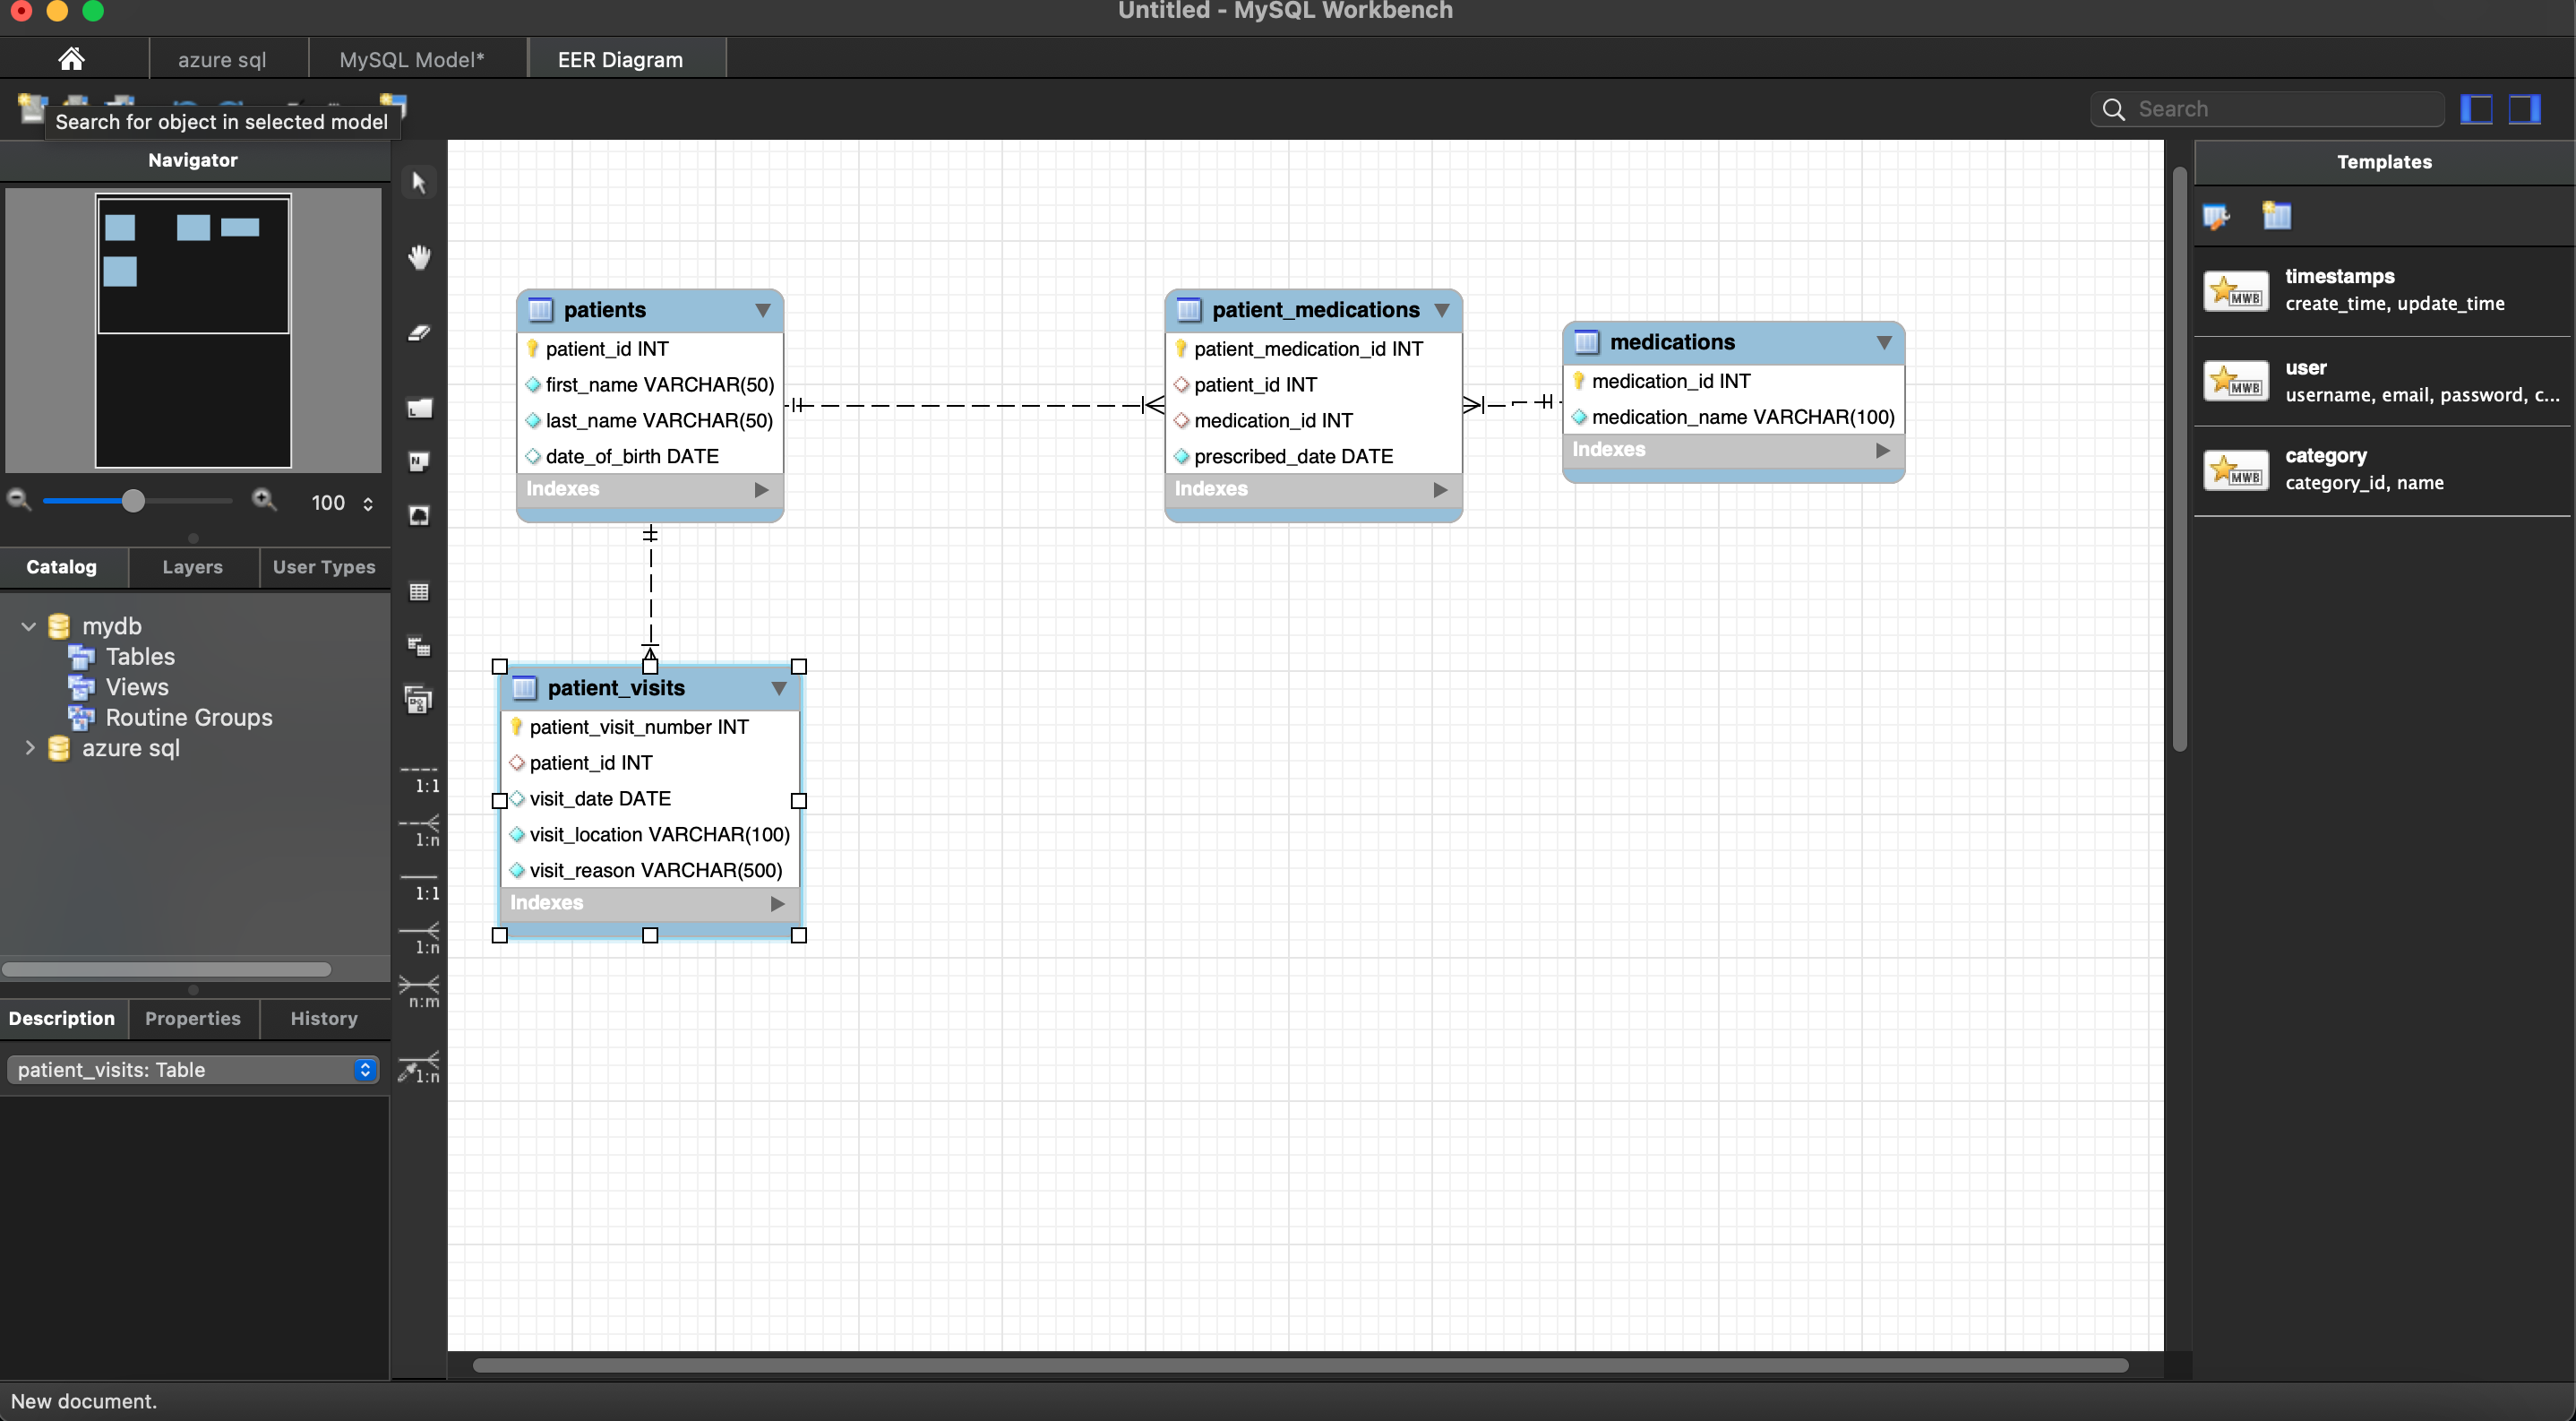 Untitled - MySQL Workbench
azure sql
MySQL Model*
EER Diagram
Search for object in selected model
Search
Navigator
100
Catalog
Layers
User Types
mydb
Tables
Views
Routine Groups
azure sql
Description
Properties
History
patient_visits: Table
L
N
1:1
1:n
1:1
1:n
n:m
1:n
patients
patient_id INT
first_name VARCHAR(50)
last_name VARCHAR(50)
date_of_birth DATE
Indexes
patient_medications
patient_medication_id INT
patient_id INT
medication_id INT
prescribed_date DATE
Indexes
medications
medication_id INT
medication_name VARCHAR(100)
Indexes
patient_visits
patient_visit_number INT
patient_id INT
visit_date DATE
visit_location VARCHAR(100)
visit_reason VARCHAR(500)
Indexes
Templates
MWB
timestamps
create_time, update_time
MWB
user
username, email, password, c...
MWB
category
category_id, name
New document.